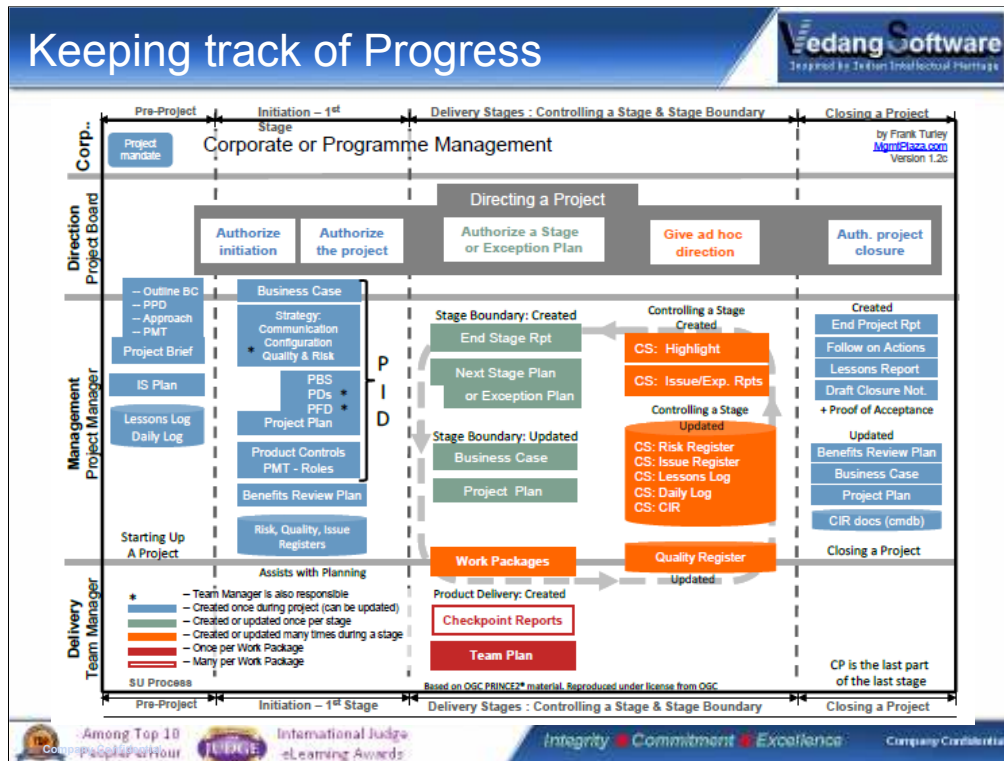 Keeping track of Progress
Vedang Software
Inspired by Indian Intellectual Heritage
Pre-Project
Initiation – 1st
Stage
Delivery Stages : Controlling a Stage & Stage Boundary
Closing a Project
Corp..
Project
mandate
Corporate or Programme Management
by Frank Turley
MgmtPlaza.com
Version 1.2c
Direction
Project Board
Directing a Project
Authorize
initiation
Authorize
the project
Authorize a Stage
or Exception Plan
Give ad hoc
direction
Auth. project
closure
Management
Project Manager
– Outline BC
– PPD
– Approach
– PMT
Project Brief
IS Plan
Lessons Log
Daily Log
Starting Up
A Project
Business Case
Strategy:
Communication
Configuration
* Quality & Risk
PBS
PDs *
PFD *
Project Plan
Product Controls
PMT - Roles
P
I
D
Benefits Review Plan
Risk, Quality, Issue
Registers
Assists with Planning
Stage Boundary: Created
End Stage Rpt
Next Stage Plan
or Exception Plan
Stage Boundary: Updated
Business Case
Project Plan
Work Packages
Controlling a Stage
Created
CS: Highlight
CS: Issue/Exp. Rpts
Controlling a Stage
Updated
CS: Risk Register
CS: Issue Register
CS: Lessons Log
CS: Daily Log
CS: CIR
Quality Register
Updated
Created
End Project Rpt
Follow on Actions
Lessons Report
Draft Closure Not.
+ Proof of Acceptance
Updated
Benefits Review Plan
Business Case
Project Plan
CIR docs (cmdb)
Closing a Project
Delivery
Team Manager
* – Team Manager is also responsible
– Created once during project (can be updated)
– Created or updated once per stage
– Created or updated many times during a stage
– Once per Work Package
– Many per Work Package
SU Process
Product Delivery: Created
Checkpoint Reports
Team Plan
Based on OGC PRINCE2® material. Reproduced under license from OGC
CP is the last part
of the last stage
Pre-Project
Initiation – 1st Stage
Delivery Stages : Controlling a Stage & Stage Boundary
Closing a Project
Among Top 10
PeoplePerHour
JUDGE
International Judge
eLearning Awards
Integrity Commitment Excellence
Company Confidential